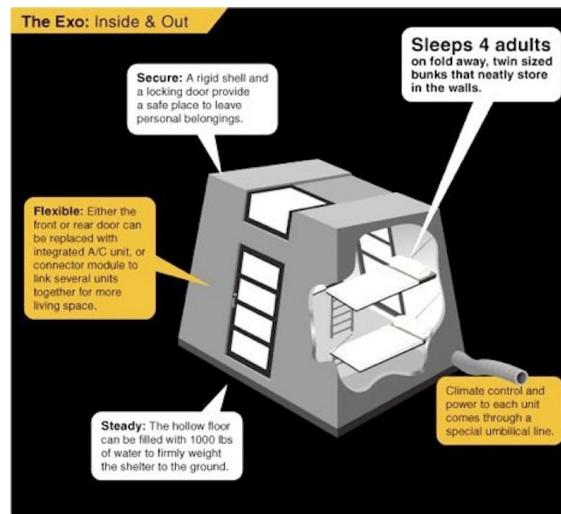 The Exo: Inside & Out
Sleeps 4 adults
on fold away, twin sized
bunks that neatly store
in the walls.
Secure: A rigid shell and
a locking door provide
a safe place to leave
personal belongings.
Flexible: Either the
front or rear door can
be replaced with
integrated A/C unit, or
connector module to
link several units
together for more
living space.
Steady: The hollow floor
can be filled with 1000 lbs
of water to firmly weight
the shelter to the ground.
Climate control and
power to each unit
comes through a
special umbilical line.